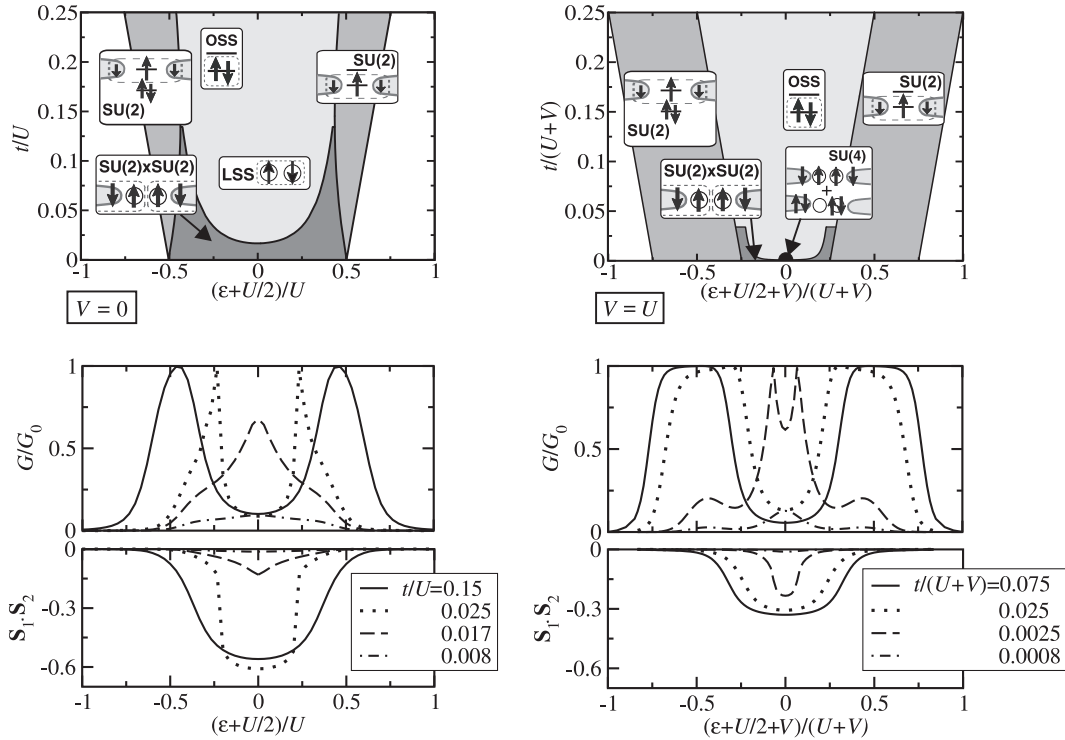 0.25
0.2
0.15
0.1
0.05
0
t/U
OSS
SU(2)
SU(2)
SU(2)xSU(2)
LSS
-1
-0.5
0
0.5
1
(ε+U/2)/U
V = 0
0.25
0.2
0.15
0.1
0.05
0
t/(U+V)
SU(2)
OSS
SU(2)
SU(2)xSU(2)
SU(4)
+
-1
-0.5
0
0.5
1
(ε+U/2+V)/(U+V)
V = U
1
0.5
0
G/G0
0
-0.3
-0.6
S1.S2
t/U=0.15
0.025
0.017
0.008
-1
-0.5
0
0.5
1
(ε+U/2)/U
1
0.5
0
G/G0
0
-0.3
-0.6
S1.S2
t/(U+V)=0.075
0.025
0.0025
0.0008
-1
-0.5
0
0.5
1
(ε+U/2+V)/(U+V)